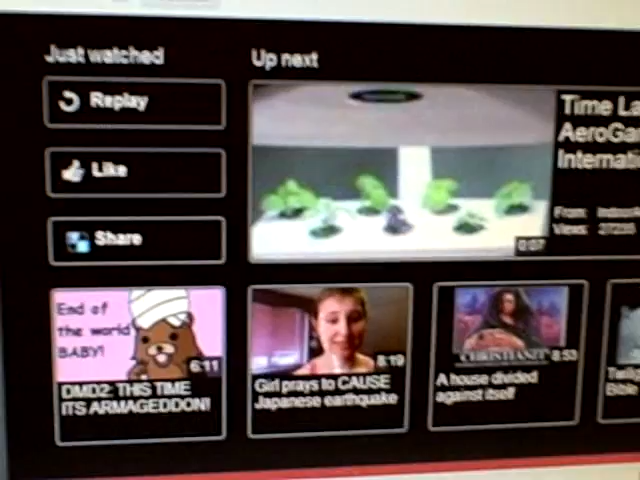 Just watched
Up next
Replay
Like
Share
Time La
AeroGa
Internati
From:
Views:
0:07
End of
the world
BABY!
6:11
DMD2: THIS TIME
ITS ARMAGEDDON!
8:19
Girl prays to CAUSE
Japanese earthquake
8:53
A house divided
against itself
Bible